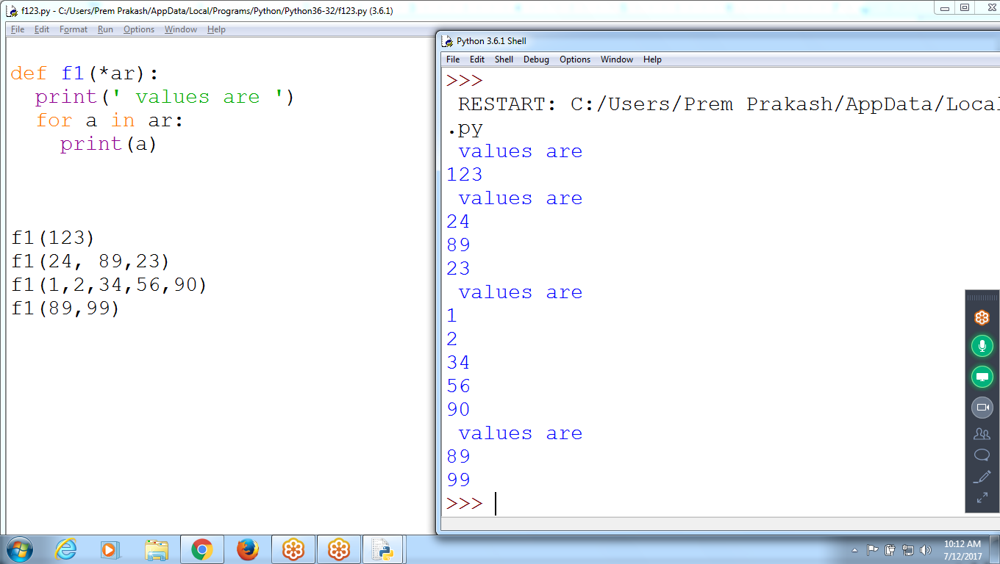 f123.py - C:/Users/Prem Prakash/AppData/Local/Programs/Python/Python36-32/f123.py (3.6.1)
File Edit Format Run Options Window Help
def f1(*ar):
  print(' values are ')
  for a in ar:
    print(a)
f1(123)
f1(24, 89,23)
f1(1,2,34,56,90)
f1(89,99)
Python 3.6.1 Shell
File Edit Shell Debug Options Window Help
>>>
 RESTART: C:/Users/Prem Prakash/AppData/Local
.py
 values are
123
 values are
24
89
23
 values are
1
2
34
56
90
 values are
89
99
>>>
10:12 AM
7/12/2017